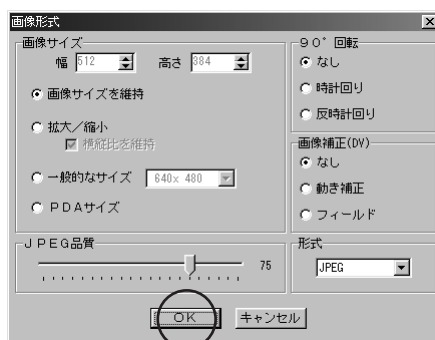 画像形式
画像サイズ
幅 512 高さ 384
画像サイズを維持
拡大/縮小
横縦比を維持
一般的なサイズ 640x 480
PDAサイズ
JPEG品質
75
90°回転
なし
時計回り
反時計回り
画像補正(DV)
なし
動き補正
フィールド
形式
JPEG
OK キャンセル